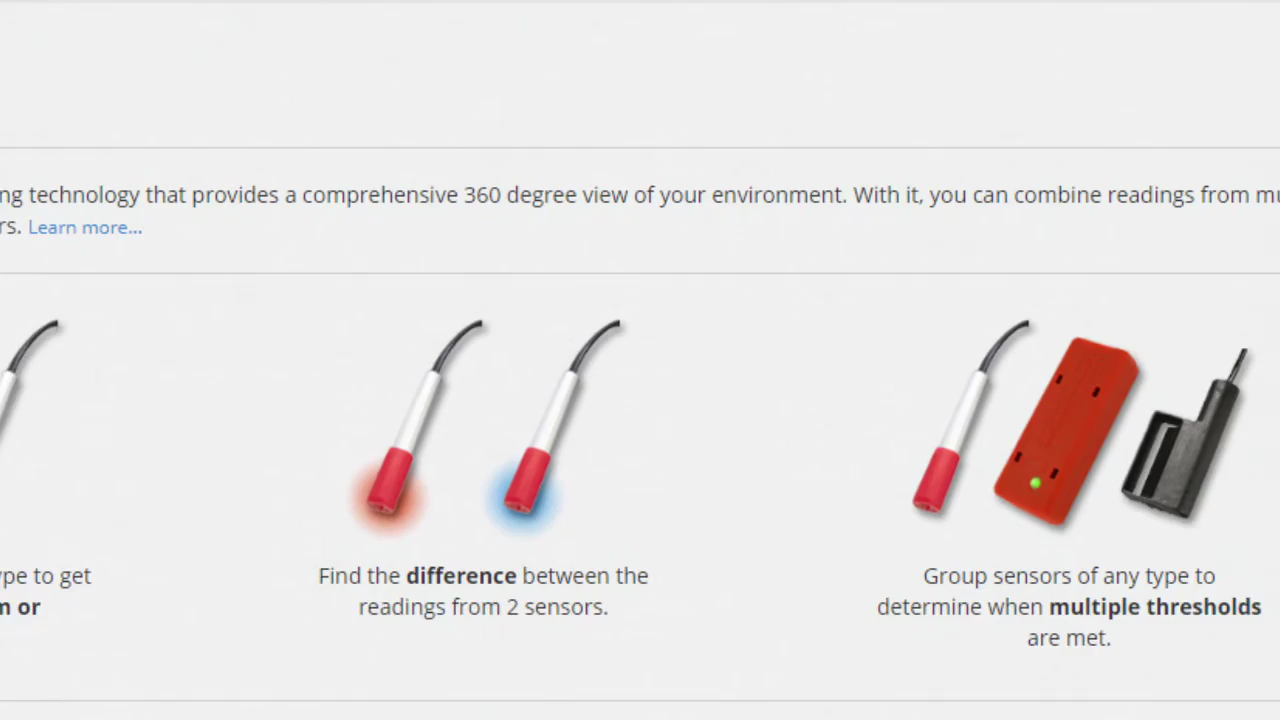 ng technology that provides a comprehensive 360 degree view of your environment. With it, you can combine readings from mu
rs. Learn more...
ype to get
m or
Find the difference between the
readings from 2 sensors.
Group sensors of any type to
determine when multiple thresholds
are met.